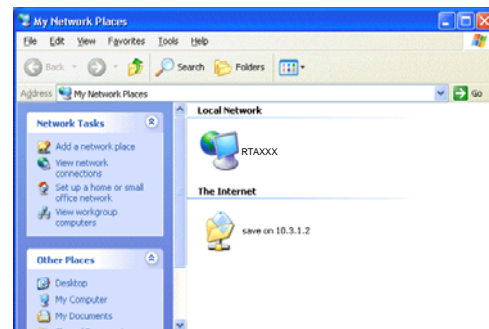 My Network Places
File Edit View Favorites Tools Help
Back Search Folders
Address My Network Places Go
Network Tasks
Add a network place
View network
connections
Set up a home or small
office network
View workgroup
computers
Other Places
Desktop
My Computer
My Documents
Local Network
RTAXXX
The Internet
save on 10.3.1.2